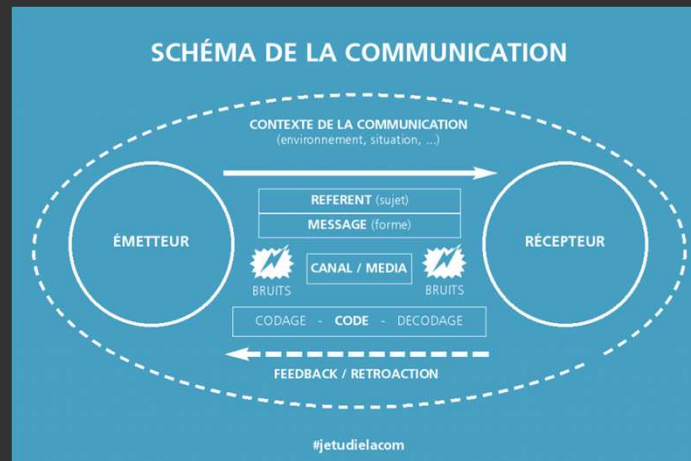 SCHÉMA DE LA COMMUNICATION
CONTEXTE DE LA COMMUNICATION
(environnement, situation, ...)
REFERENT (sujet)
MESSAGE (forme)
ÉMETTEUR
RÉCEPTEUR
CANAL / MEDIA
BRUITS
BRUITS
CODAGE - CODE - DECODAGE
FEEDBACK / RETROACTION
#jetudielacom